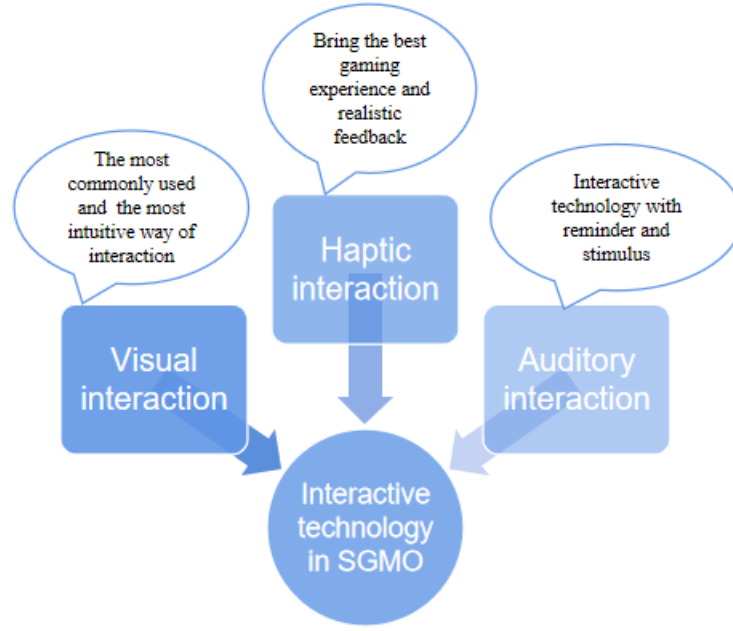 Bring the best
gaming
experience and
realistic
feedback
The most
commonly used
and the most
intuitive way of
interaction
Interactive
technology with
reminder and
stimulus
Haptic
interaction
Visual
interaction
Auditory
interaction
Interactive
technology
in SGMO